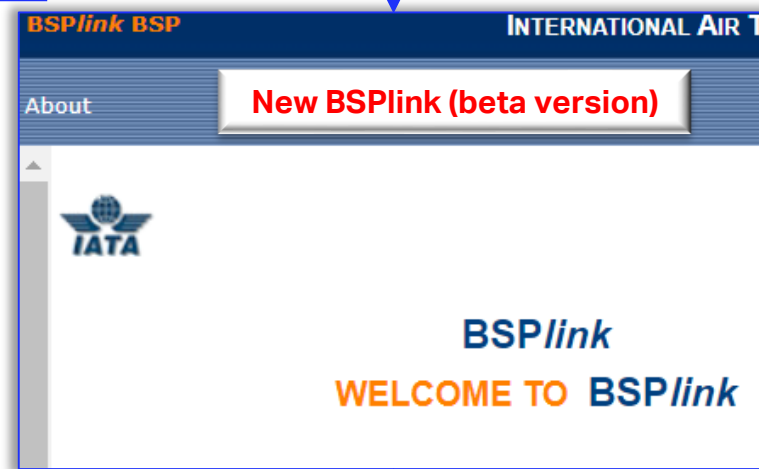 BSPlink BSP
INTERNATIONAL AIR
About
New BSPlink (beta version)
IATA
BSPlink
WELCOME TO BSPlink